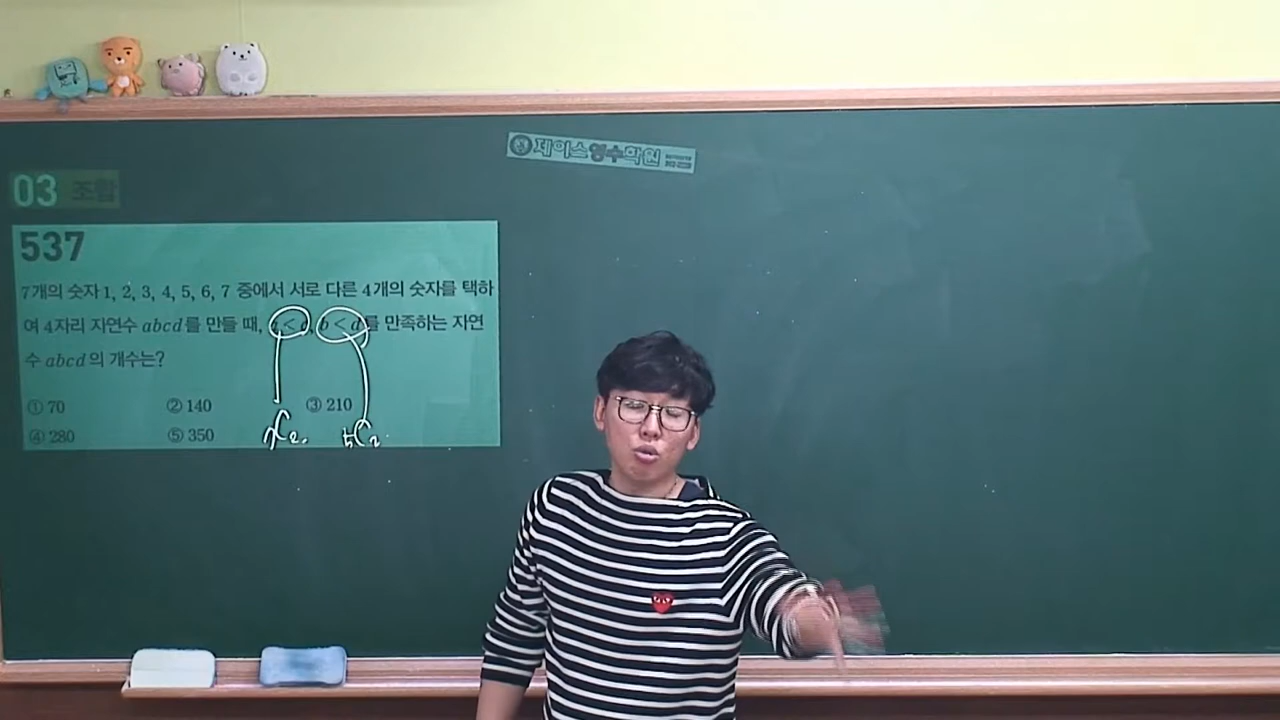 제이스영수학원
03 조합
537
7개의 숫자 1, 2, 3, 4, 5, 6, 7 중에서 서로 다른 4개의 숫자를 택하
여 4자리 자연수 abcd를 만들 때, a<c, b<d를 만족하는 자연
수 abcd의 개수는?
① 70 ② 140 ③ 210
④ 280 ⑤ 350
₇C₂. ₅C₂.